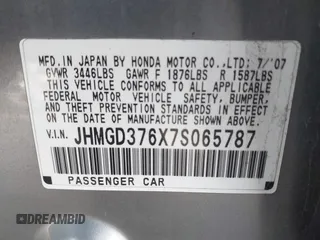 MFD. IN JAPAN BY HONDA MOTOR CO.,LTD: 7/'07
GVWR 3446LBS GAWR F 1876LBS R 1587LBS
THIS VEHICLE CONFORMS TO ALL APPLICABLE
FEDERAL MOTOR VEHICLE SAFETY, BUMPER, AND
THEFT PREVENTION STANDARDS IN EFFECT ON
THE DATE OF MANUFACTURE SHOWN ABOVE.
V.I.N. JHMGD376X7S065787
PASSENGER CAR
DREAMBID